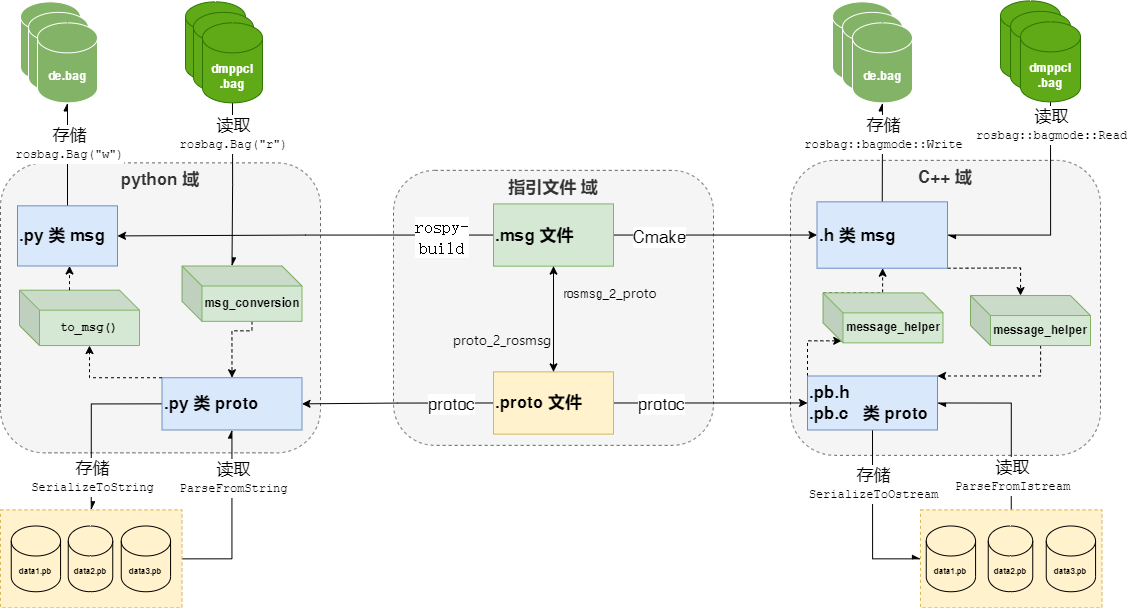 de.bag
dmppcl
.bag
存储
rosbag.Bag("w")
读取
rosbag.Bag("r")
python 域
.py 类 msg
msg_conversion
to_msg()
.py 类 proto
存储
SerializeToString
读取
ParseFromString
data1.pb
data2.pb
data3.pb
指引文件 域
rospy-
build
.msg 文件
Cmake
rosmsg_2_proto
proto_2_rosmsg
protoc
.proto 文件
protoc
de.bag
dmppcl
.bag
存储
rosbag::bagmode::Write
读取
rosbag::bagmode::Read
C++ 域
.h 类 msg
message_helper
message_helper
.pb.h
.pb.c 类 proto
存储
SerializeToOstream
读取
ParseFromIstream
data1.pb
data2.pb
data3.pb